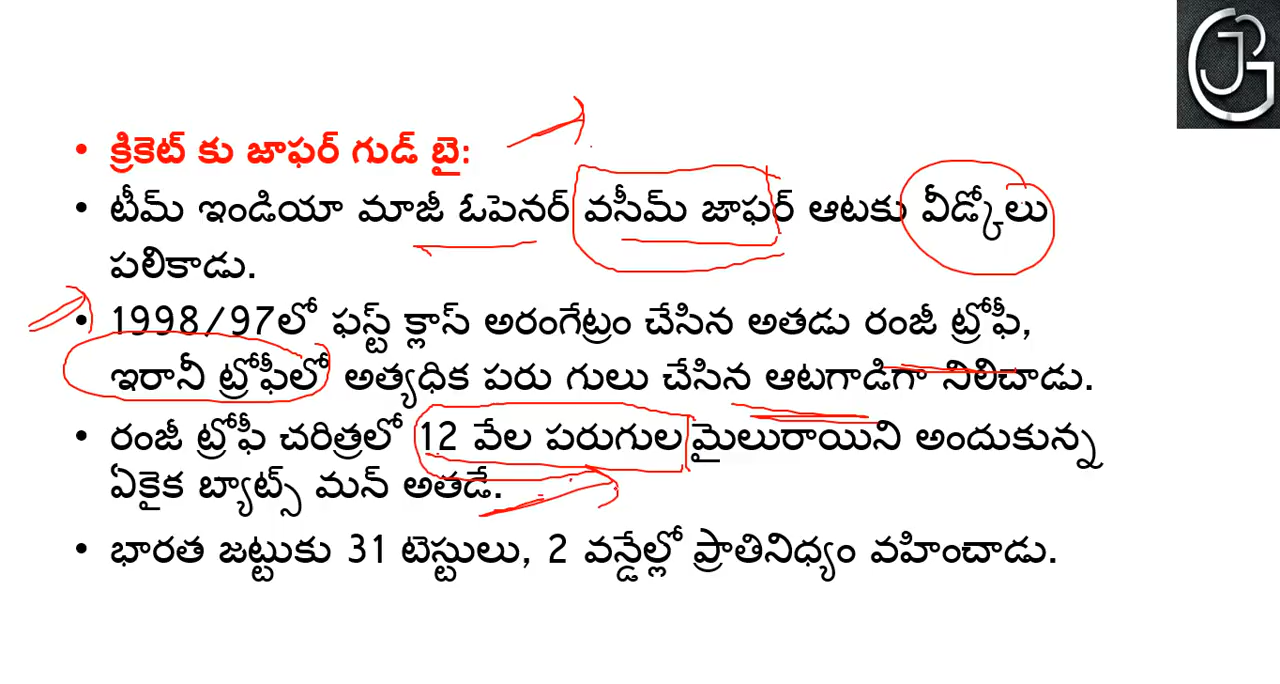 • క్రికెట్ కు జాఫర్ గుడ్ బై:
• టీమ్ ఇండియా మాజీ ఓపెనర్ వసీమ్ జాఫర్ ఆటకు వీడ్కోలు
పలికాడు.
• 1998/97లో ఫస్ట్ క్లాస్ అరంగేట్రం చేసిన అతడు రంజీ ట్రోఫీ,
ఇరానీ ట్రోఫీలో అత్యధిక పరు గులు చేసిన ఆటగాడిగా నిలిచాడు.
• రంజీ ట్రోఫీ చరిత్రలో 12 వేల పరుగుల మైలురాయిని అందుకున్న
ఏకైక బ్యాట్స్ మన్ అతడే.
• భారత జట్టుకు 31 టెస్టులు, 2 వన్డేల్లో ప్రాతినిధ్యం వహించాడు.